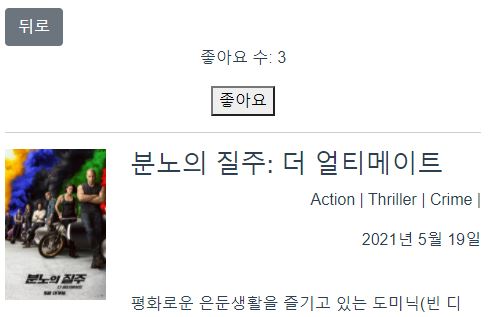 뒤로
좋아요 수: 3
좋아요
분노의 질주: 더 얼티메이트
Action | Thriller | Crime |
2021년 5월 19일
분노의 질주
평화로운 은둔생활을 즐기고 있는 도미닉(빈 디